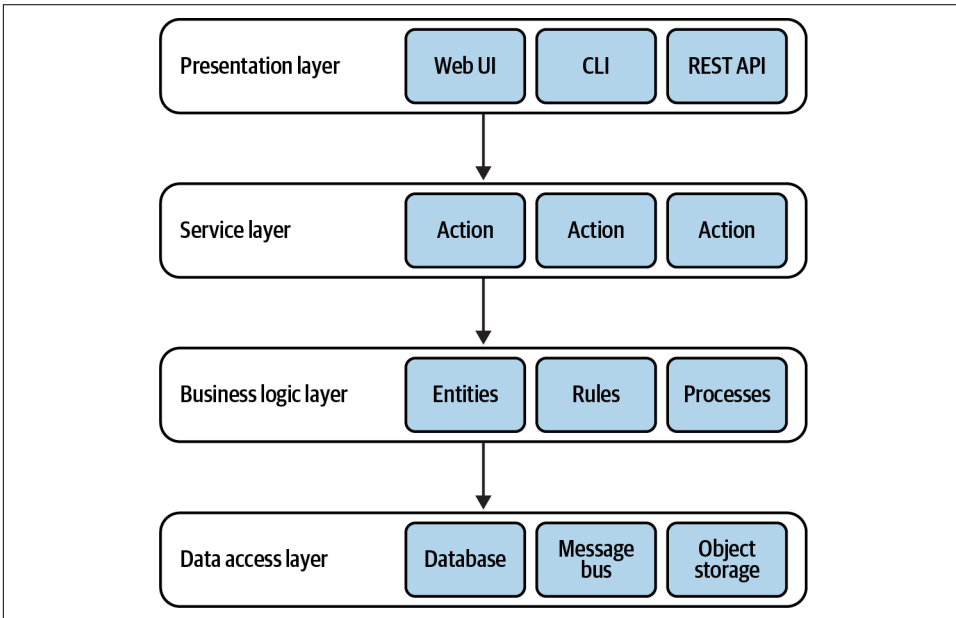 Presentation layer
Web UI
CLI
REST API
Service layer
Action
Action
Action
Business logic layer
Entities
Rules
Processes
Data access layer
Database
Message
bus
Object
storage